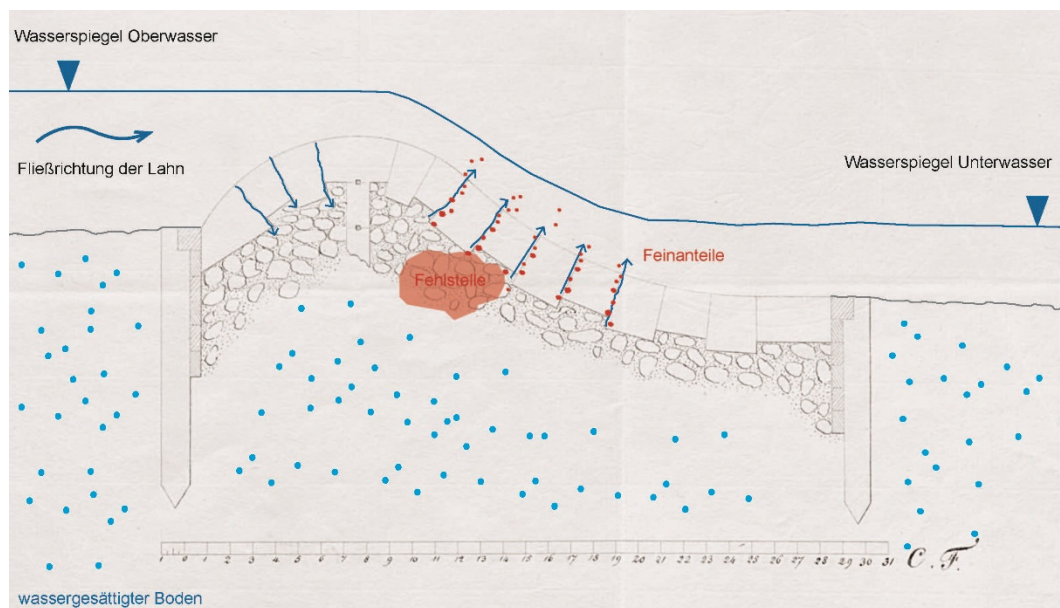 Wasserspiegel Oberwasser
Fließrichtung der Lahn
Wasserspiegel Unterwasser
Feinanteile
Fehlstelle
1 0 1 2 3 4 5 6 7 8 9 10 11 12 13 14 15 16 17 18 19 20 21 22 23 24 25 26 27 28 29 30 31
C. F.
wassergesättigter Boden